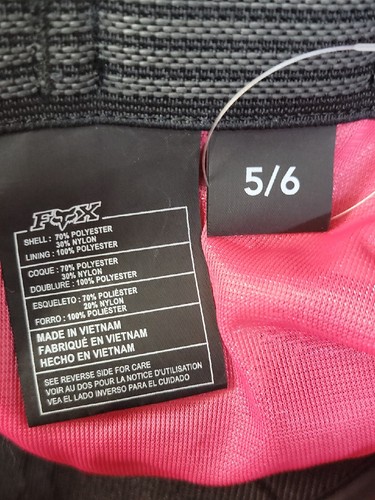 FOX
SHELL: 70% POLYESTER
30% NYLON
LINING: 100% POLYESTER
COQUE: 70% POLYESTER
30% NYLON
DOUBLURE: 100% POLYESTER
ESQUELETO: 70% POLIÉSTER
20% NYLON
FORRO: 100% POLIÉSTER
MADE IN VIETNAM
FABRIQUÉ EN VIETNAM
HECHO EN VIETNAM
SEE REVERSE SIDE FOR CARE
VOIR AU DOS POUR LA NOTICE D'UTILISATION
VEA EL LADO INVERSO PARA EL CUIDADO
5/6